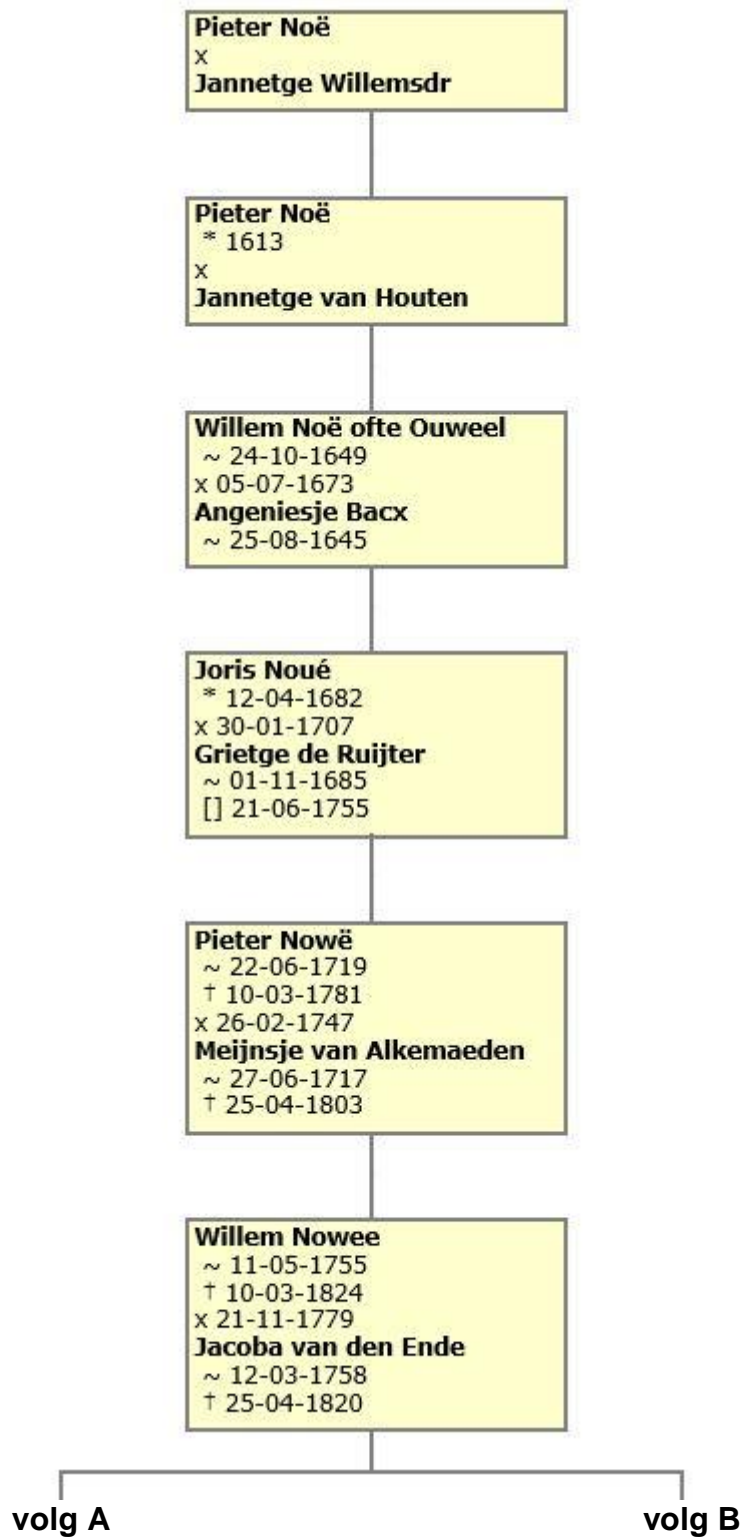 Pieter Noë
x
Jannetge Willemsdr
Pieter Noë
* 1613
x
Jannetge van Houten
Willem Noë ofte Ouweel
~ 24-10-1649
x 05-07-1673
Angeniesje Bacx
~ 25-08-1645
Joris Noué
* 12-04-1682
x 30-01-1707
Grietge de Ruijter
~ 01-11-1685
[] 21-06-1755
Pieter Nowë
~ 22-06-1719
† 10-03-1781
x 26-02-1747
Meijnsje van Alkemaeden
~ 27-06-1717
† 25-04-1803
Willem Nowee
~ 11-05-1755
† 10-03-1824
x 21-11-1779
Jacoba van den Ende
~ 12-03-1758
† 25-04-1820
volg A volg B